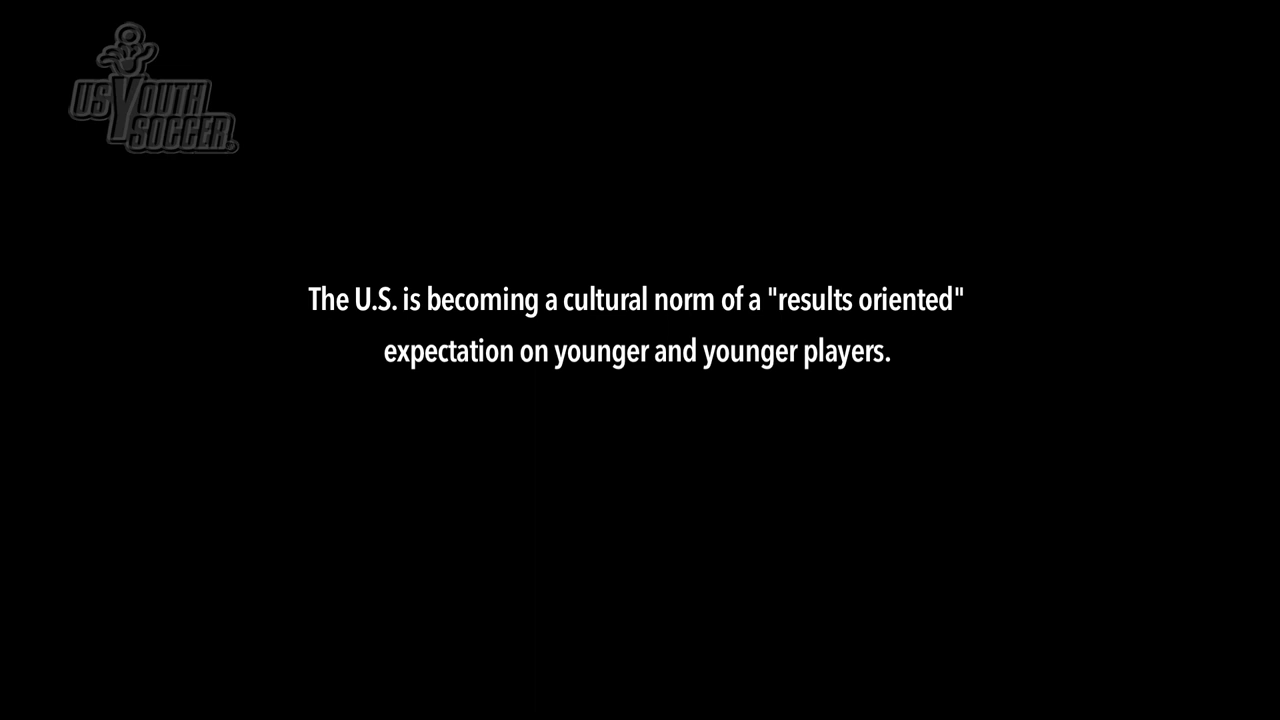 US YOUTH
SOCCER
The U.S. is becoming a cultural norm of a "results oriented"
expectation on younger and younger players.